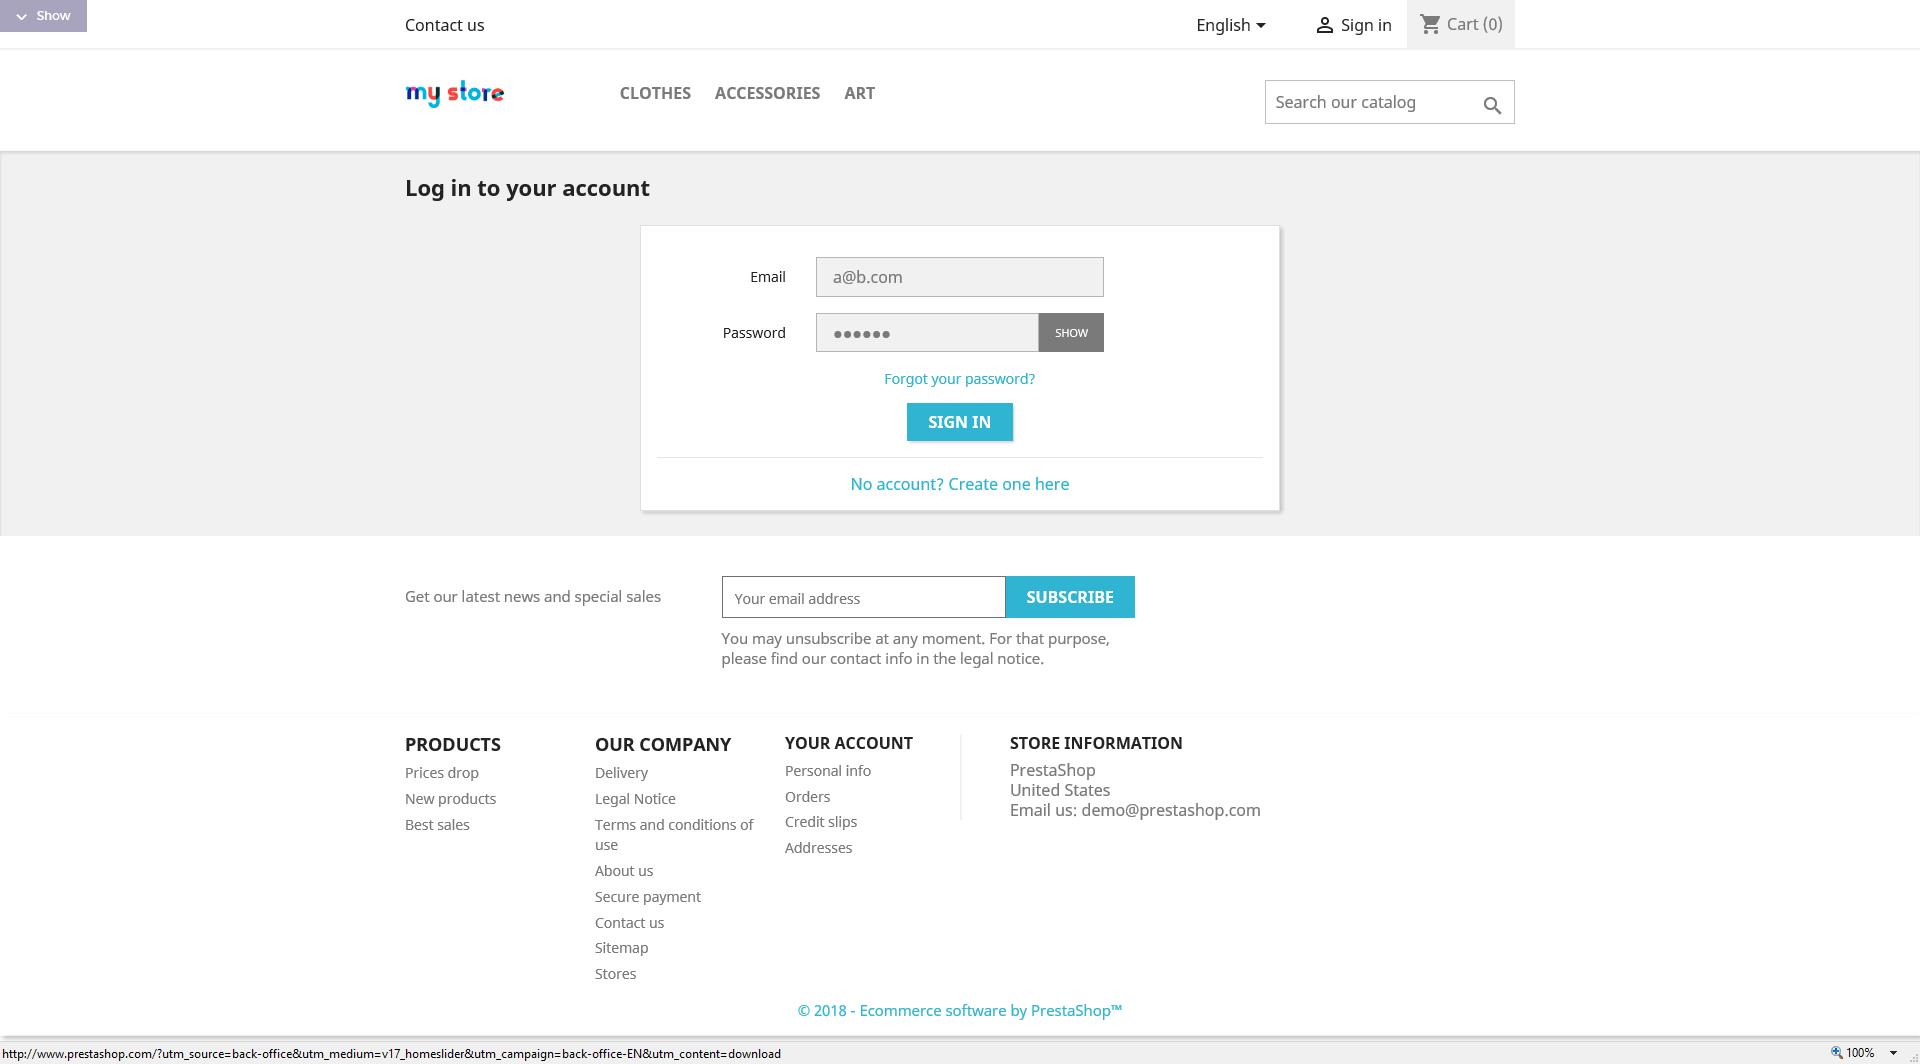 Show
Contact us
English
Sign in
Cart (0)
my store
CLOTHES
ACCESSORIES
ART
Search our catalog
Log in to your account
Email
a@b.com
Password
●●●●●●
SHOW
Forgot your password?
SIGN IN
No account? Create one here
Get our latest news and special sales
Your email address
SUBSCRIBE
You may unsubscribe at any moment. For that purpose,
please find our contact info in the legal notice.
PRODUCTS
Prices drop
New products
Best sales
OUR COMPANY
Delivery
Legal Notice
Terms and conditions of
use
About us
Secure payment
Contact us
Sitemap
Stores
YOUR ACCOUNT
Personal info
Orders
Credit slips
Addresses
STORE INFORMATION
PrestaShop
United States
Email us: demo@prestashop.com
© 2018 - Ecommerce software by PrestaShop™
http://www.prestashop.com/?utm_source=back-office&utm_medium=v17_homeslider&utm_campaign=back-office-EN&utm_content=download
100%